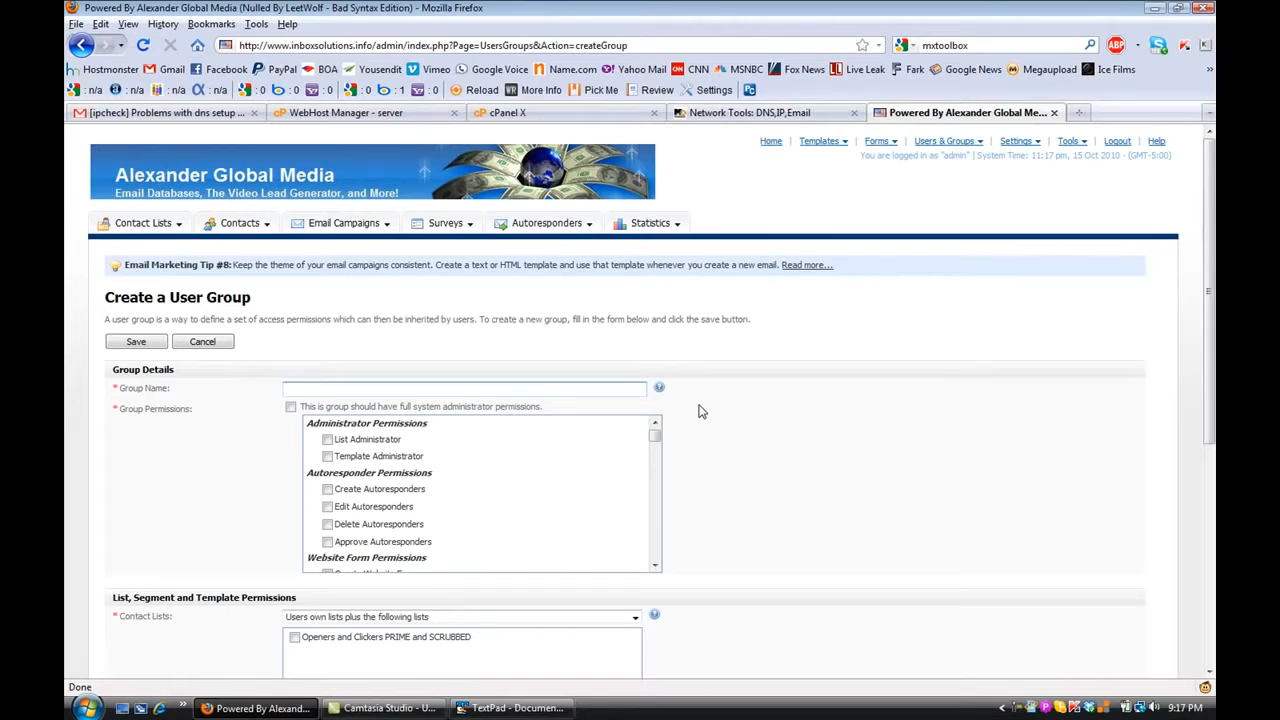 Powered By Alexander Global Media (Nulled By LeetWolf - Bad Syntax Edition) - Mozilla Firefox
File Edit View History Bookmarks Tools Help
http://www.inboxsolutions.info/admin/index.php?Page=UsersGroups&Action=createGroup
mxtoolbox
ABP
Hostmonster Gmail Facebook PayPal BOA Yousendit Vimeo Google Voice Name.com Yahoo Mail CNN MSNBC Fox News Live Leak Fark Google News Megaupload Ice Films
: n/a : n/a : n/a : n/a : 0 : 0 : 0 : 0 : 1 : 0 Reload More Info Pick Me Review Settings
[ipcheck] Problems with dns setup ... WebHost Manager - server cPanel X Network Tools: DNS,IP,Email Powered By Alexander Global Me...
Home Templates Forms Users & Groups Settings Tools Logout Help
You are logged in as "admin" | System Time: 11:17 pm, 15 Oct 2010 - (GMT-5:00)
Alexander Global Media
Email Databases, The Video Lead Generator, and More!
Contact Lists Contacts Email Campaigns Surveys Autoresponders Statistics
Email Marketing Tip #8: Keep the theme of your email campaigns consistent. Create a text or HTML template and use that template whenever you create a new email. Read more...
Create a User Group
A user group is a way to define a set of access permissions which can then be inherited by users. To create a new group, fill in the form below and click the save button.
Save Cancel
Group Details
* Group Name:
* Group Permissions: This is group should have full system administrator permissions.
Administrator Permissions
List Administrator
Template Administrator
Autoresponder Permissions
Create Autoresponders
Edit Autoresponders
Delete Autoresponders
Approve Autoresponders
Website Form Permissions
List, Segment and Template Permissions
* Contact Lists: Users own lists plus the following lists
Openers and Clickers PRIME and SCRUBBED
Done
Powered By Alexand... Camtasia Studio - U... TextPad - Documen... 9:17 PM